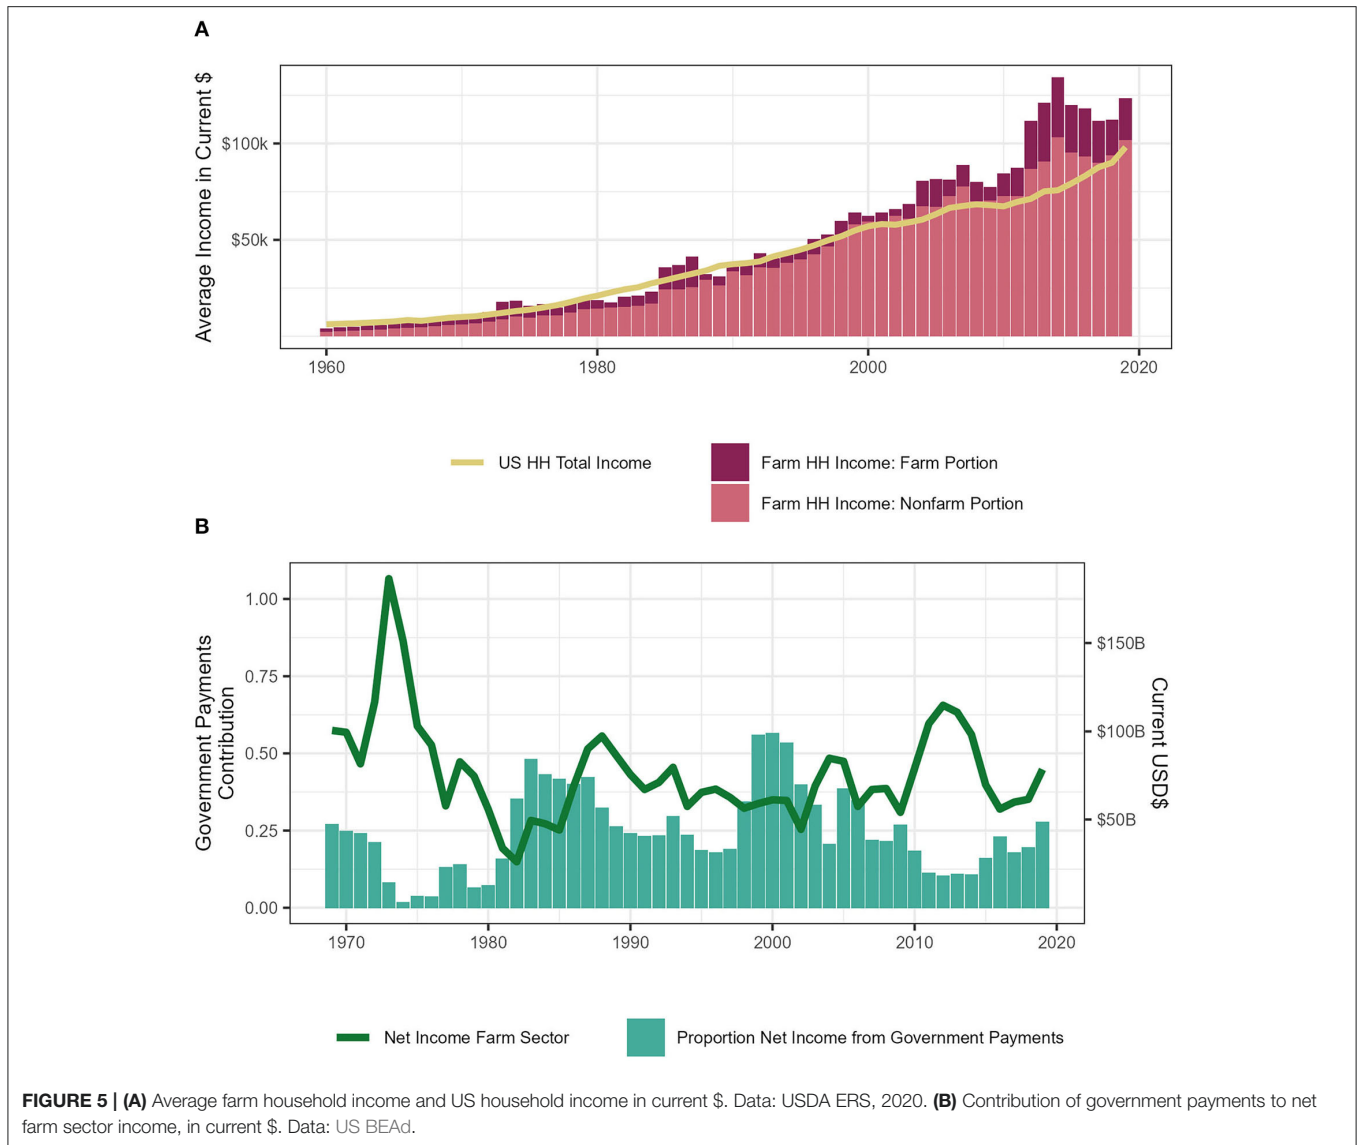 A
Average Income in Current $
$100k
$50k
1960 1980 2000 2020
US HH Total Income
Farm HH Income: Farm Portion
Farm HH Income: Nonfarm Portion
B
Government Payments
Contribution
1.00
0.75
0.50
0.25
0.00
$150B
$100B
$50B
Current USD$
1970 1980 1990 2000 2010 2020
Net Income Farm Sector
Proportion Net Income from Government Payments
FIGURE 5 | (A) Average farm household income and US household income in current $. Data: USDA ERS, 2020. (B) Contribution of government payments to net
farm sector income, in current $. Data: US BEAd.